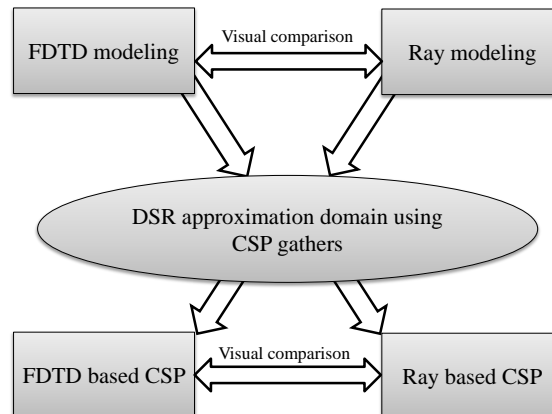 Visual comparison
FDTD modeling
Ray modeling
DSR approximation domain using
CSP gathers
Visual comparison
FDTD based CSP
Ray based CSP